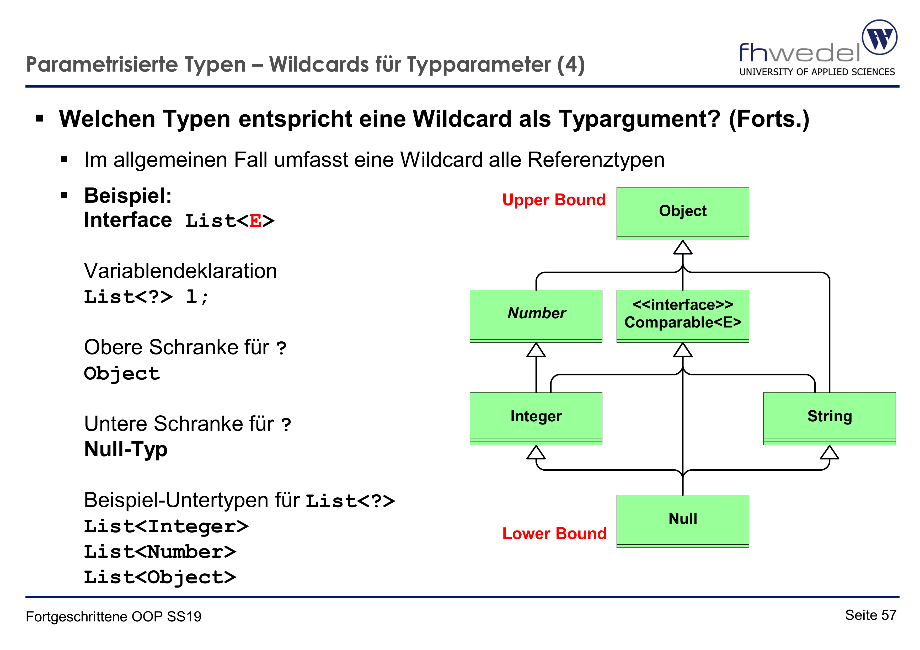 Parametrisierte Typen – Wildcards für Typparameter (4)
fhwedel
W
UNIVERSITY OF APPLIED SCIENCES
▪ Welchen Typen entspricht eine Wildcard als Typargument? (Forts.)
▪ Im allgemeinen Fall umfasst eine Wildcard alle Referenztypen
▪ Beispiel:
Interface List<E>
Variablendeklaration
List<?> l;
Obere Schranke für ?
Object
Untere Schranke für ?
Null-Typ
Beispiel-Untertypen für List<?>
List<Integer>
List<Number>
List<Object>
Upper Bound
Object
Number
<<interface>>
Comparable<E>
Integer
String
Null
Lower Bound
Fortgeschrittene OOP SS19
Seite 57